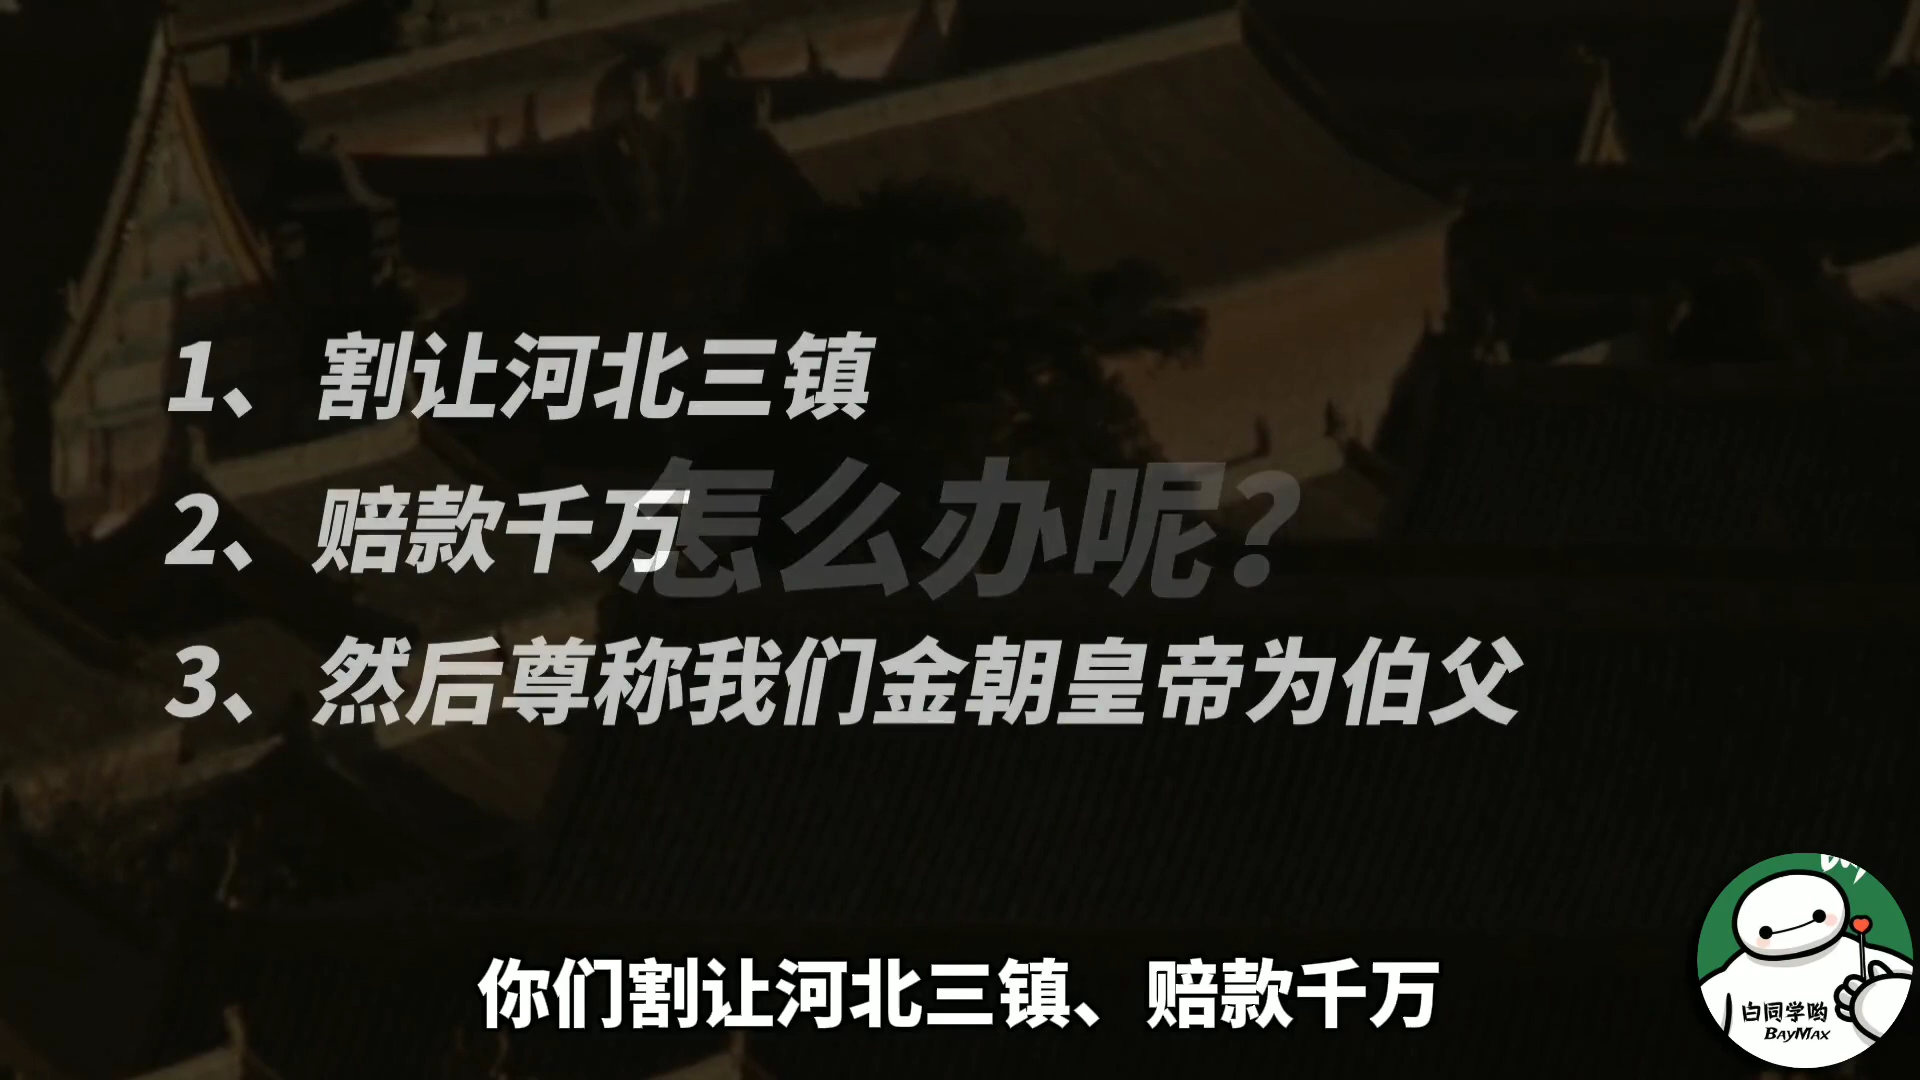 1、割让河北三镇
2、赔款千万
怎么办呢?
3、然后尊称我们金朝皇帝为伯父
你们割让河北三镇、赔款千万
白同学哟
BAYMAX